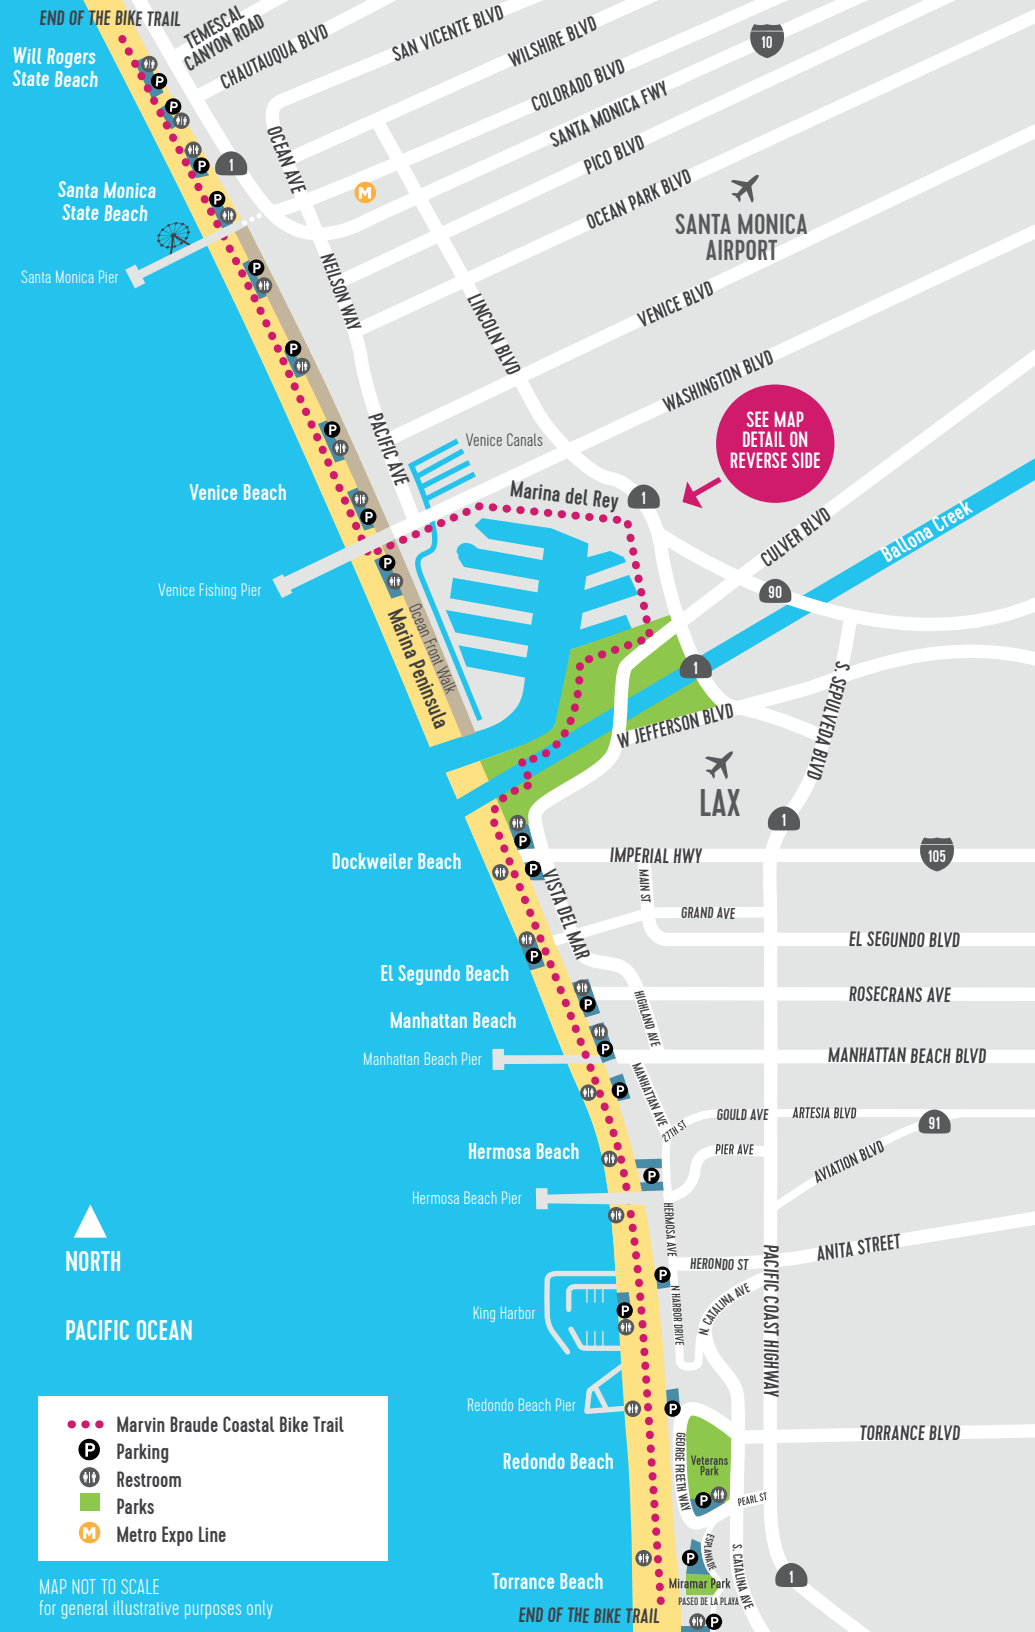 END OF THE BIKE TRAIL
TEMESCAL
CANYON ROAD
CHAUTAUQUA BLVD
SAN VICENTE BLVD
WILSHIRE BLVD
10
Will Rogers
State Beach
P
P
COLORADO BLVD
SANTA MONICA FWY
PICO BLVD
OCEAN AVE
P
1
M
OCEAN PARK BLVD
Santa Monica
State Beach
P
SANTA MONICA
AIRPORT
Santa Monica Pier
P
NEILSON WAY
LINCOLN BLVD
VENICE BLVD
P
WASHINGTON BLVD
SEE MAP
DETAIL ON
REVERSE SIDE
P
PACIFIC AVE
Venice Canals
Venice Beach
P
Marina del Rey
1
CULVER BLVD
Ballona Creek
P
Venice Fishing Pier
90
Ocean Front Walk
Marina Peninsula
1
S. SEPULVEDA BLVD
W JEFFERSON BLVD
LAX
1
P
Dockweiler Beach
P
IMPERIAL HWY
105
MAIN ST
VISTA DEL MAR
GRAND AVE
EL SEGUNDO BLVD
P
El Segundo Beach
ROSECRANS AVE
P
HIGHLAND AVE
Manhattan Beach
P
Manhattan Beach Pier
MANHATTAN BEACH BLVD
P
MANHATTAN AVE
27TH ST
GOULD AVE
ARTESIA BLVD
91
Hermosa Beach
PIER AVE
AVIATION BLVD
P
Hermosa Beach Pier
HERMOSA AVE
ANITA STREET
NORTH
P
HERONDO ST
PACIFIC COAST HIGHWAY
King Harbor
P
N HARBOR DRIVE
N. CATALINA AVE
PACIFIC OCEAN
Redondo Beach Pier
P
TORRANCE BLVD
GEORGE FREETH WAY
Veterans
Park
Redondo Beach
P
PEARL ST
Marvin Braude Coastal Bike Trail
P Parking
Restroom
Parks
M Metro Expo Line
P
ESPLANADE
S. CATALINA AVE
1
Torrance Beach
Miramar Park
PASEO DE LA PLAYA
MAP NOT TO SCALE
for general illustrative purposes only
END OF THE BIKE TRAIL
P